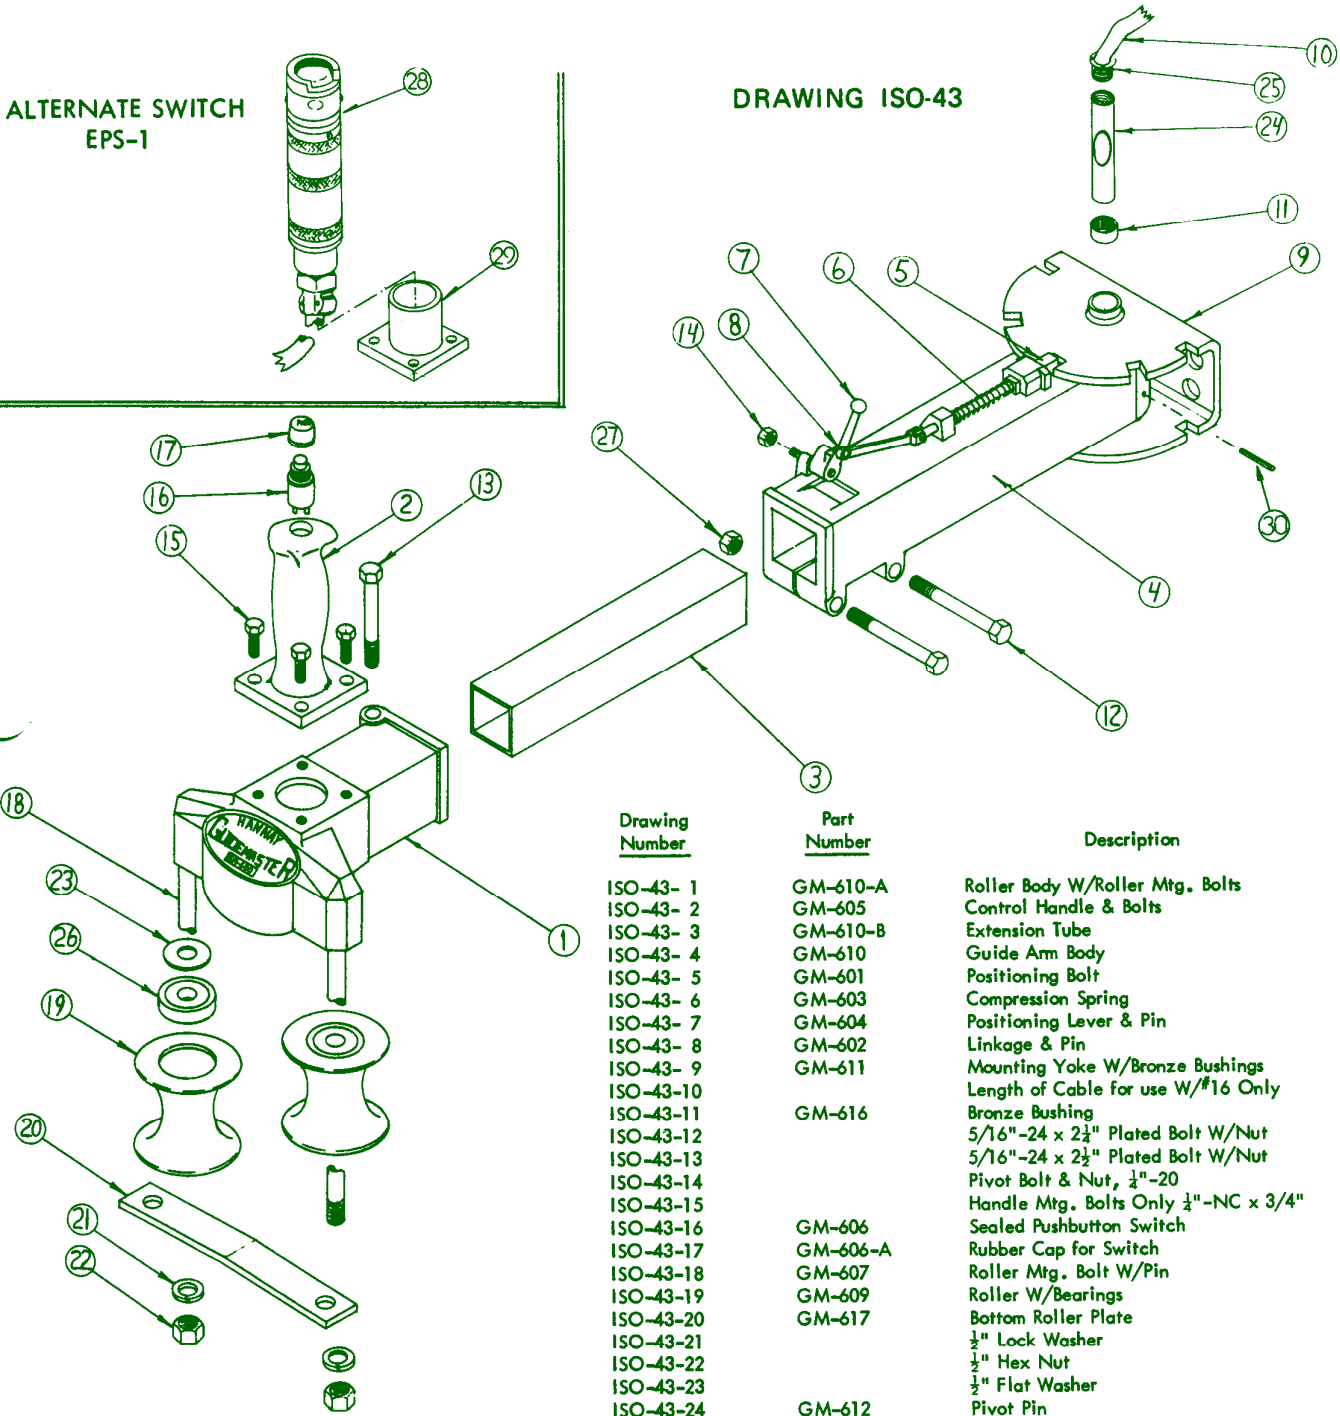 ALTERNATE SWITCH
EPS-1
DRAWING ISO-43
28
29
10
25
24
11
9
7
6
5
8
14
27
30
4
12
3
17
16
13
2
15
18
23
26
19
20
21
22
1
HANNAY
GUIDEMASTER
Drawing Number Part Number Description
ISO-43- 1 GM-610-A Roller Body W/Roller Mtg. Bolts
ISO-43- 2 GM-605 Control Handle & Bolts
ISO-43- 3 GM-610-B Extension Tube
ISO-43- 4 GM-610 Guide Arm Body
ISO-43- 5 GM-601 Positioning Bolt
ISO-43- 6 GM-603 Compression Spring
ISO-43- 7 GM-604 Positioning Lever & Pin
ISO-43- 8 GM-602 Linkage & Pin
ISO-43- 9 GM-611 Mounting Yoke W/Bronze Bushings
ISO-43-10 Length of Cable for use W/#16 Only
ISO-43-11 GM-616 Bronze Bushing
ISO-43-12 5/16"-24 x 2¼" Plated Bolt W/Nut
ISO-43-13 5/16"-24 x 2½" Plated Bolt W/Nut
ISO-43-14 Pivot Bolt & Nut, ¼"-20
ISO-43-15 Handle Mtg. Bolts Only ¼"-NC x 3/4"
ISO-43-16 GM-606 Sealed Pushbutton Switch
ISO-43-17 GM-606-A Rubber Cap for Switch
ISO-43-18 GM-607 Roller Mtg. Bolt W/Pin
ISO-43-19 GM-609 Roller W/Bearings
ISO-43-20 GM-617 Bottom Roller Plate
ISO-43-21 ½" Lock Washer
ISO-43-22 ½" Hex Nut
ISO-43-23 ½" Flat Washer
ISO-43-24 GM-612 Pivot Pin